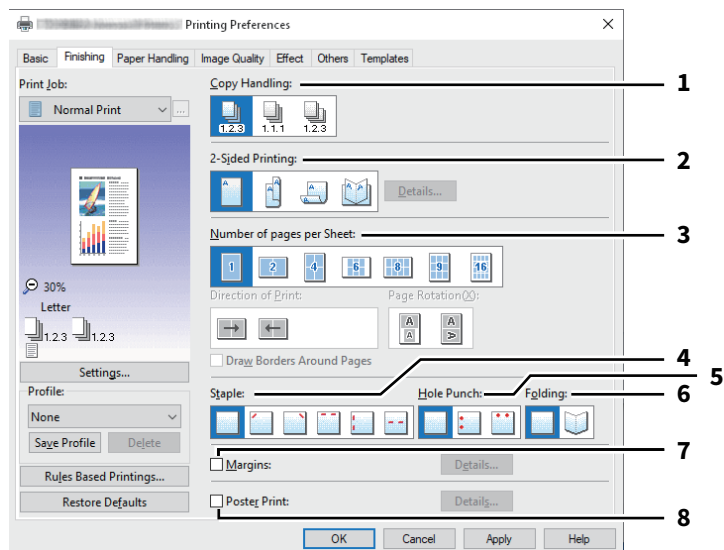 Printing Preferences
Basic Finishing Paper Handling Image Quality Effect Others Templates
Print Job:
Normal Print ...
30%
Letter
1.2.3 1.2.3
Settings...
Profile:
None
Save Profile Delete
Rules Based Printings...
Restore Defaults
Copy Handling: 1
1.2.3 1.1.1 1.2.3
2-Sided Printing: 2
A A A A A Details...
Number of pages per Sheet: 3
1 2 4 6 8 9 16
Direction of Print: Page Rotation(X):
A A
A A
Draw Borders Around Pages
Staple: 4 Hole Punch: 5 Folding: 6
Margins: Details... 7
Poster Print: Details... 8
OK Cancel Apply Help